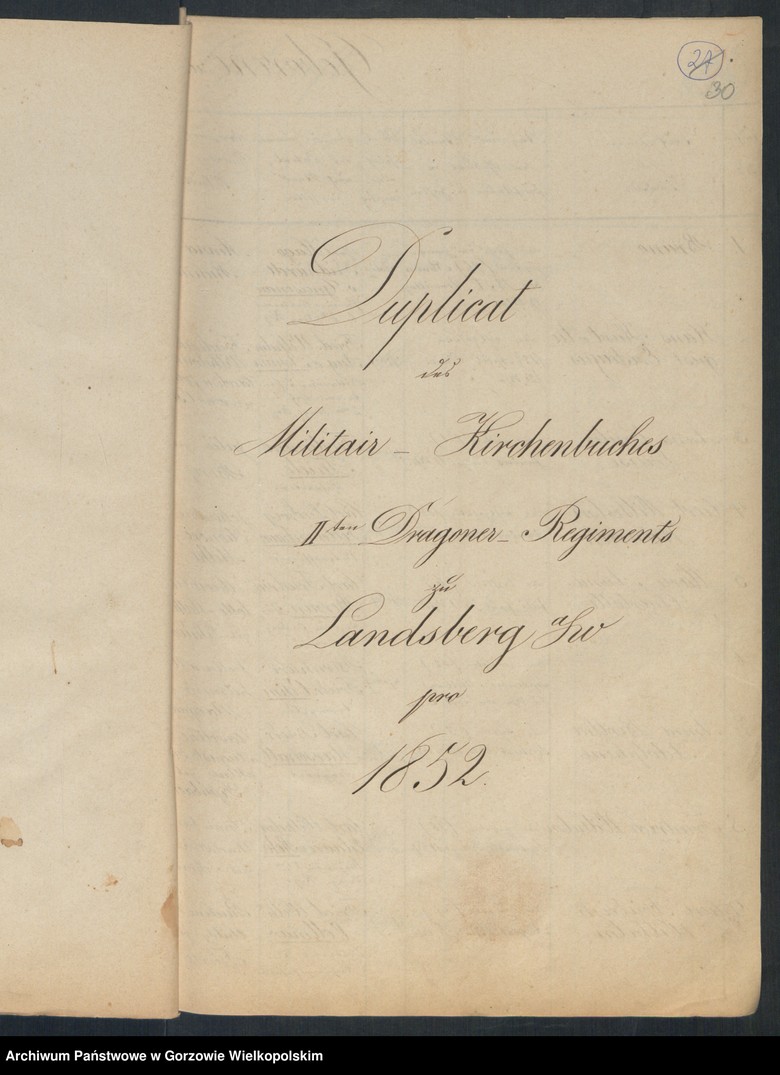 24
30
Duplicat
des
Militair - Kirchenbuches
IIten Dragoner - Regiments
zu
Landsberg a/w
pro
1852.
Archiwum Państwowe w Gorzowie Wielkopolskim